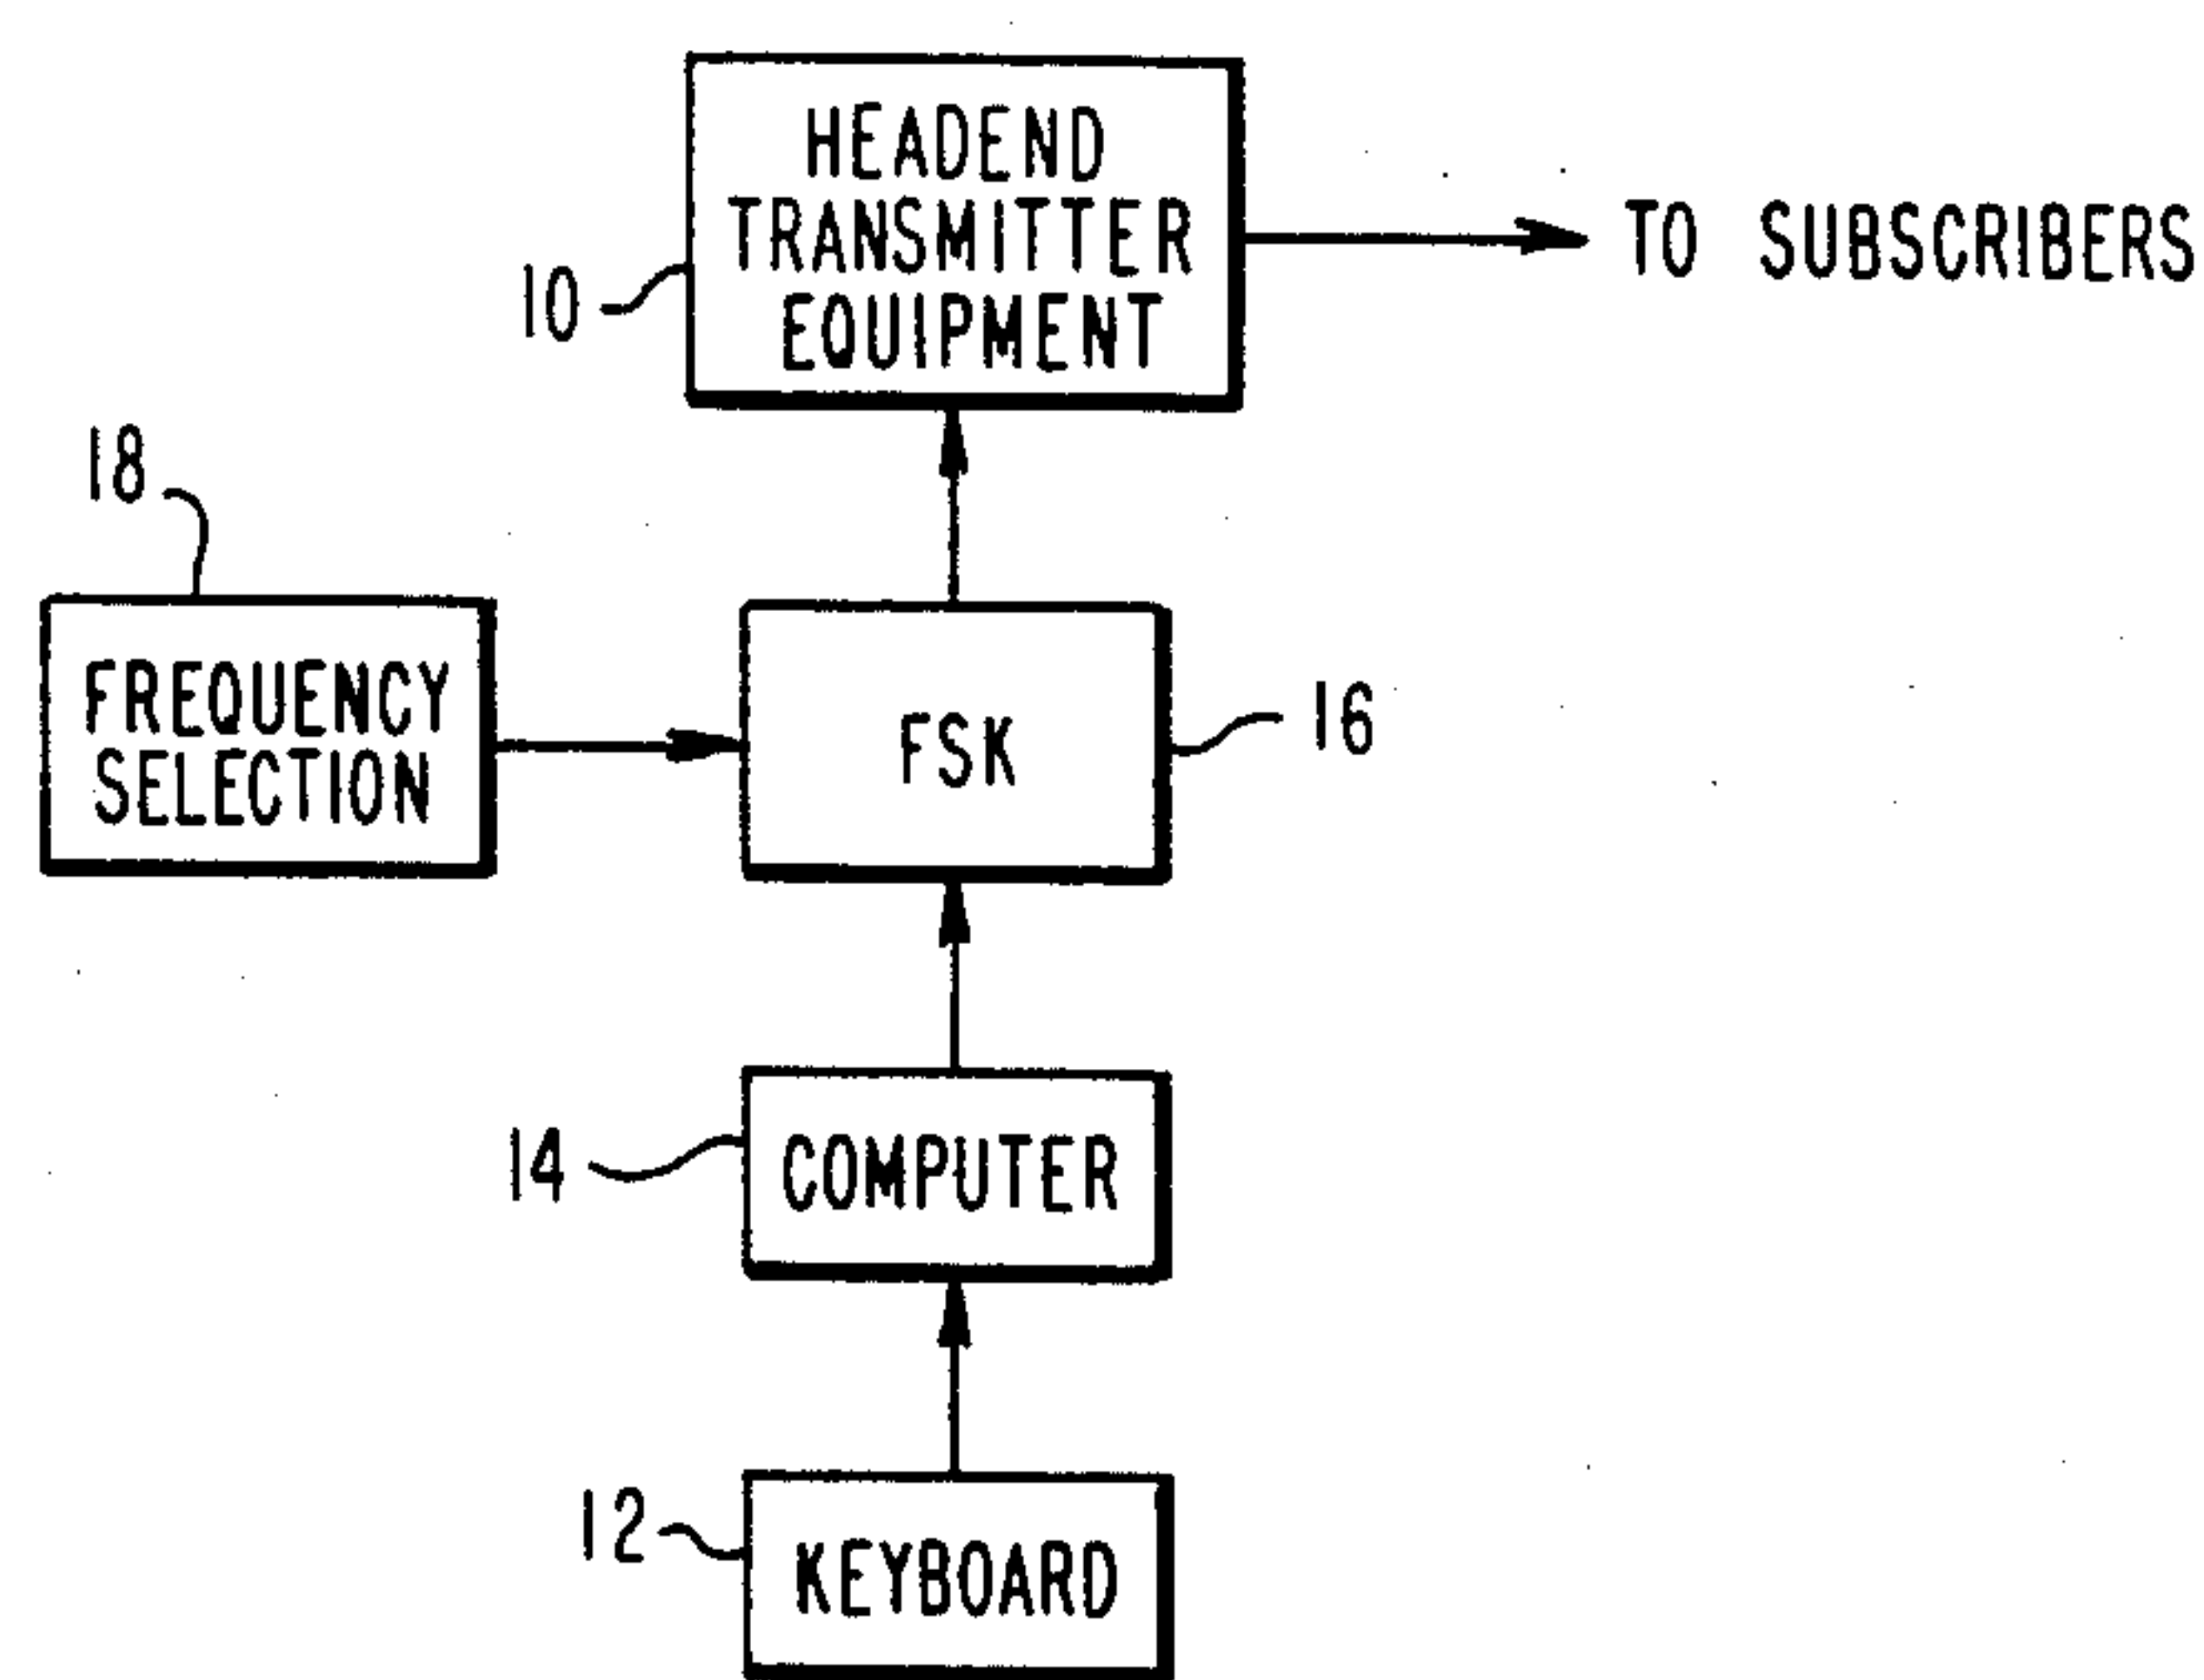 HEADEND
TRANSMITTER
EQUIPMENT
TO SUBSCRIBERS
10
18
FREQUENCY
SELECTION
FSK
16
14
COMPUTER
12
KEYBOARD